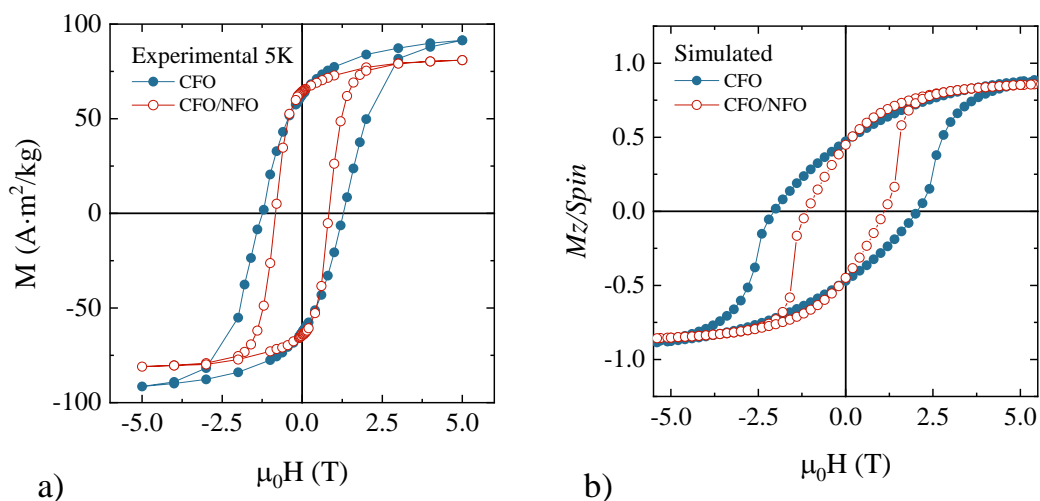 100
50
0
-50
-100
M (A·m²/kg)
Experimental 5K
CFO
CFO/NFO
-5.0 -2.5 0.0 2.5 5.0
μ₀H (T)
a)
1.0
0.5
0.0
-0.5
-1.0
Mz/Spin
Simulated
CFO
CFO/NFO
-5.0 -2.5 0.0 2.5 5.0
μ₀H (T)
b)